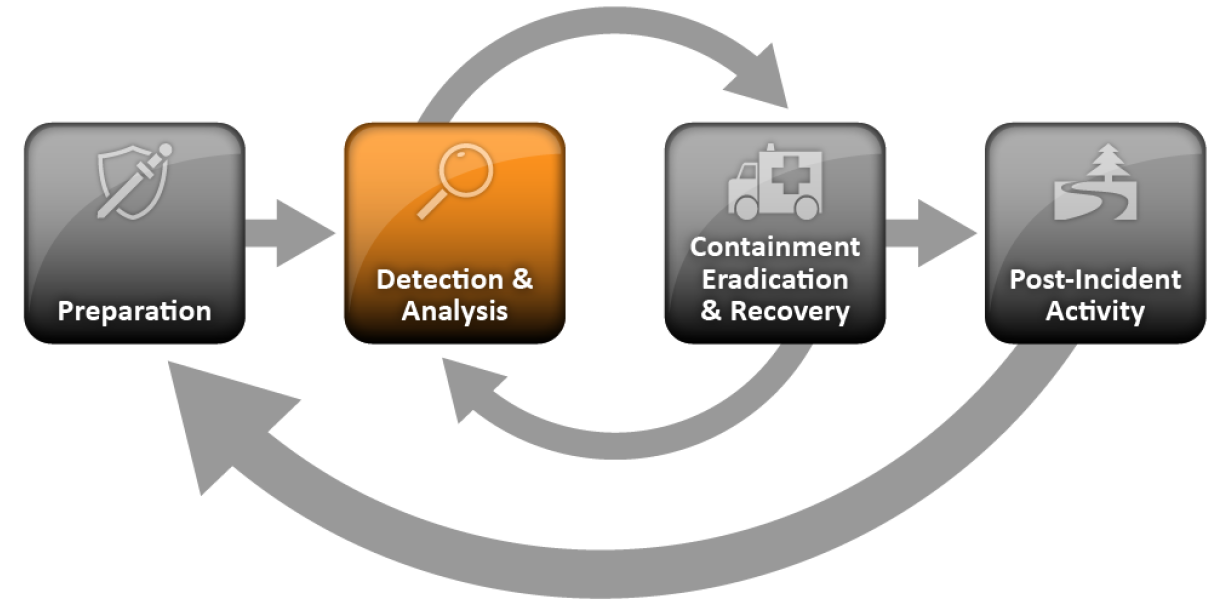 Preparation
Detection &
Analysis
Containment
Eradication
& Recovery
Post-Incident
Activity